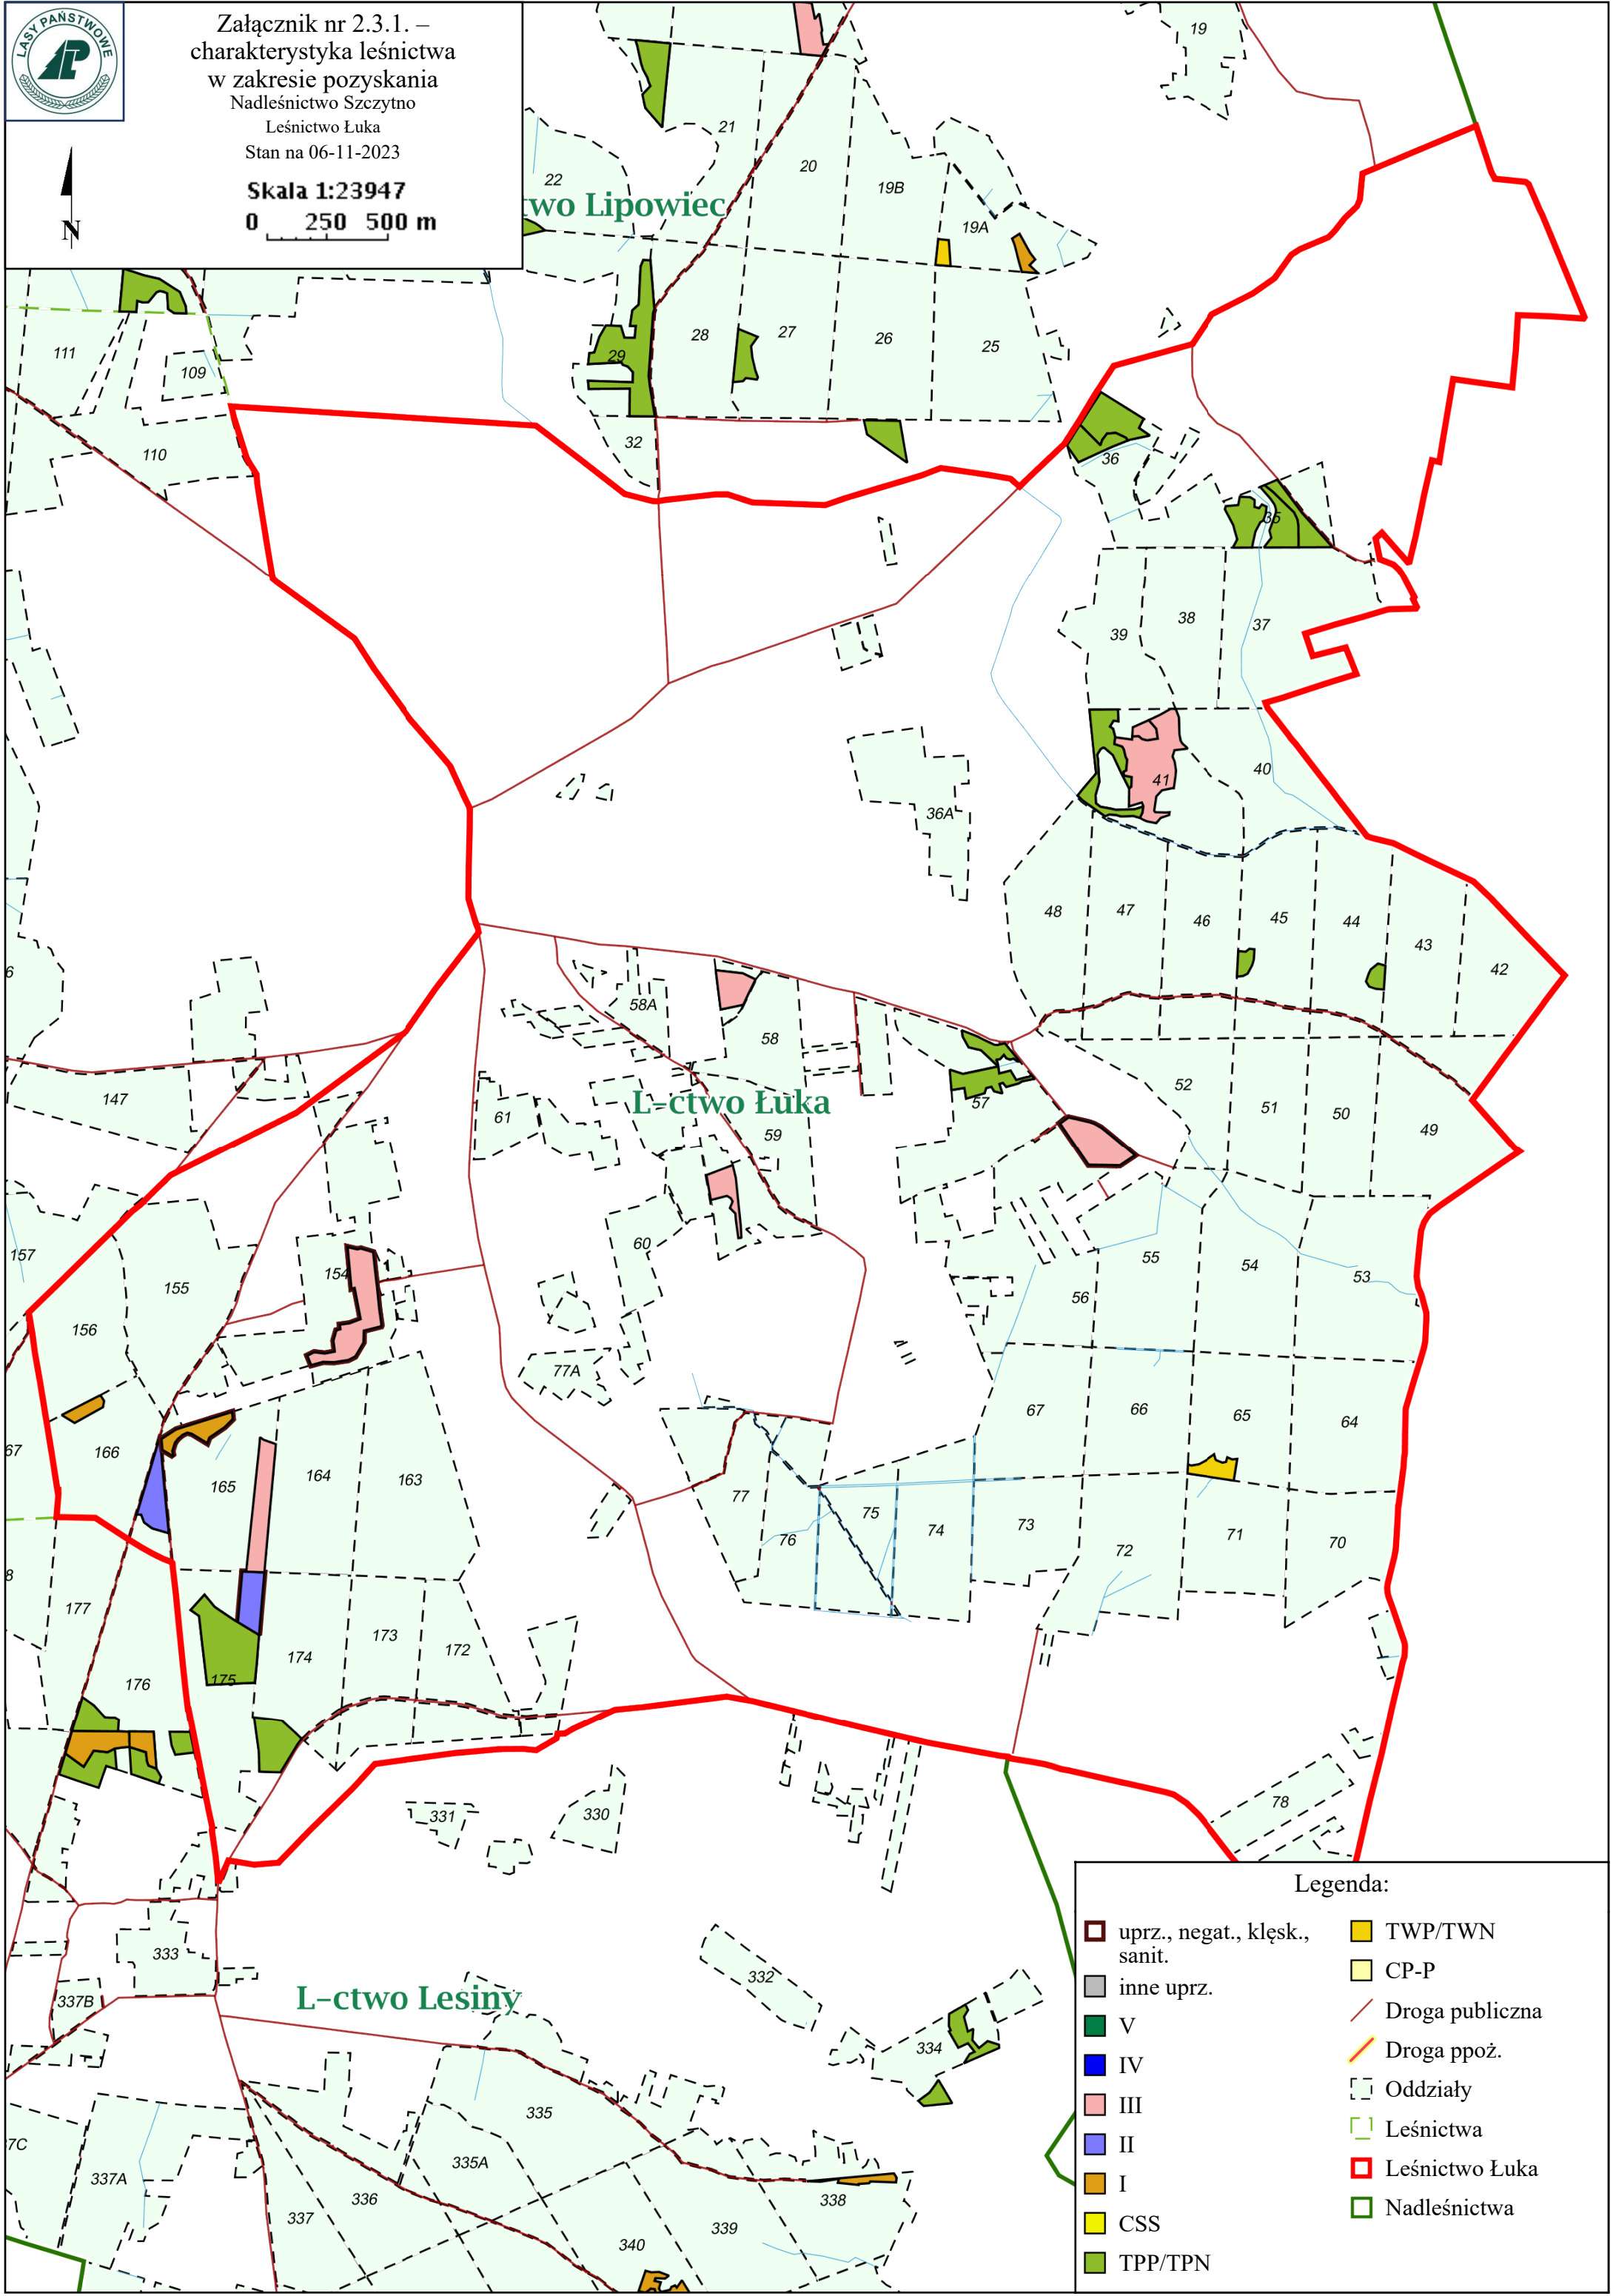 LASY PAŃSTWOWE
Załącznik nr 2.3.1. –
charakterystyka leśnictwa
w zakresie pozyskania
Nadleśnictwo Szczytno
Leśnictwo Łuka
Stan na 06-11-2023
Skala 1:23947
0 250 500 m
N
19
21
20
22
19B
two Lipowiec
19A
111
109
29
28
27
26
25
110
32
36
35
39
38
37
41
40
36A
48
47
46
45
44
43
42
6
58A
58
147
61
L-ctwo Łuka
59
57
52
51
50
49
157
155
154
60
55
54
53
156
56
77A
67
66
65
64
67
166
165
164
163
77
76
75
74
73
72
71
70
8
177
176
175
174
173
172
78
331
330
333
337B
332
L-ctwo Lesiny
334
335
7C
337A
335A
336
337
338
339
340
Legenda:
uprz., negat., klęsk.,
sanit.
inne uprz.
V
IV
III
II
I
CSS
TPP/TPN
TWP/TWN
CP-P
Droga publiczna
Droga ppoż.
Oddziały
Leśnictwa
Leśnictwo Łuka
Nadleśnictwa